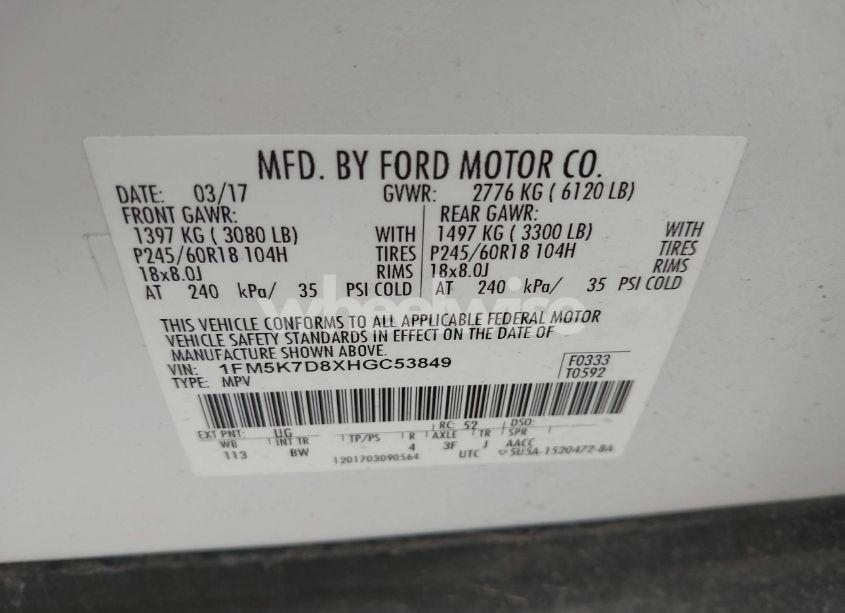 MFD. BY FORD MOTOR CO.
DATE: 03/17 GVWR: 2776 KG ( 6120 LB)
FRONT GAWR: REAR GAWR:
1397 KG ( 3080 LB) WITH 1497 KG ( 3300 LB) WITH
P245/60R18 104H TIRES P245/60R18 104H TIRES
18x8.0J RIMS 18x8.0J RIMS
AT 240 kPa/ 35 PSI COLD AT 240 kPa/ 35 PSI COLD
wheelwise
THIS VEHICLE CONFORMS TO ALL APPLICABLE FEDERAL MOTOR
VEHICLE SAFETY STANDARDS IN EFFECT ON THE DATE OF
MANUFACTURE SHOWN ABOVE.
VIN: 1FM5K7D8XHGC53849 F0333
TYPE: MPV T0592
EXT PNT: UG RC: 52 DSO:
WB INT TR TP/PS R AXLE TR SPR
113 BW 4 3F J AACC
1201703090564 UTC 5U5A-1520472-BA